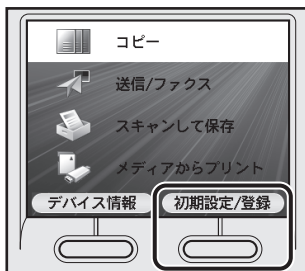 コピー
送信/ファクス
スキャンして保存
メディアからプリント
デバイス情報 初期設定/登録